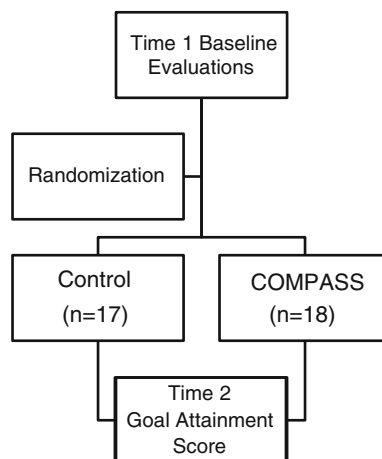 Time 1 Baseline
Evaluations
Randomization
Control
(n=17)
COMPASS
(n=18)
Time 2
Goal Attainment
Score